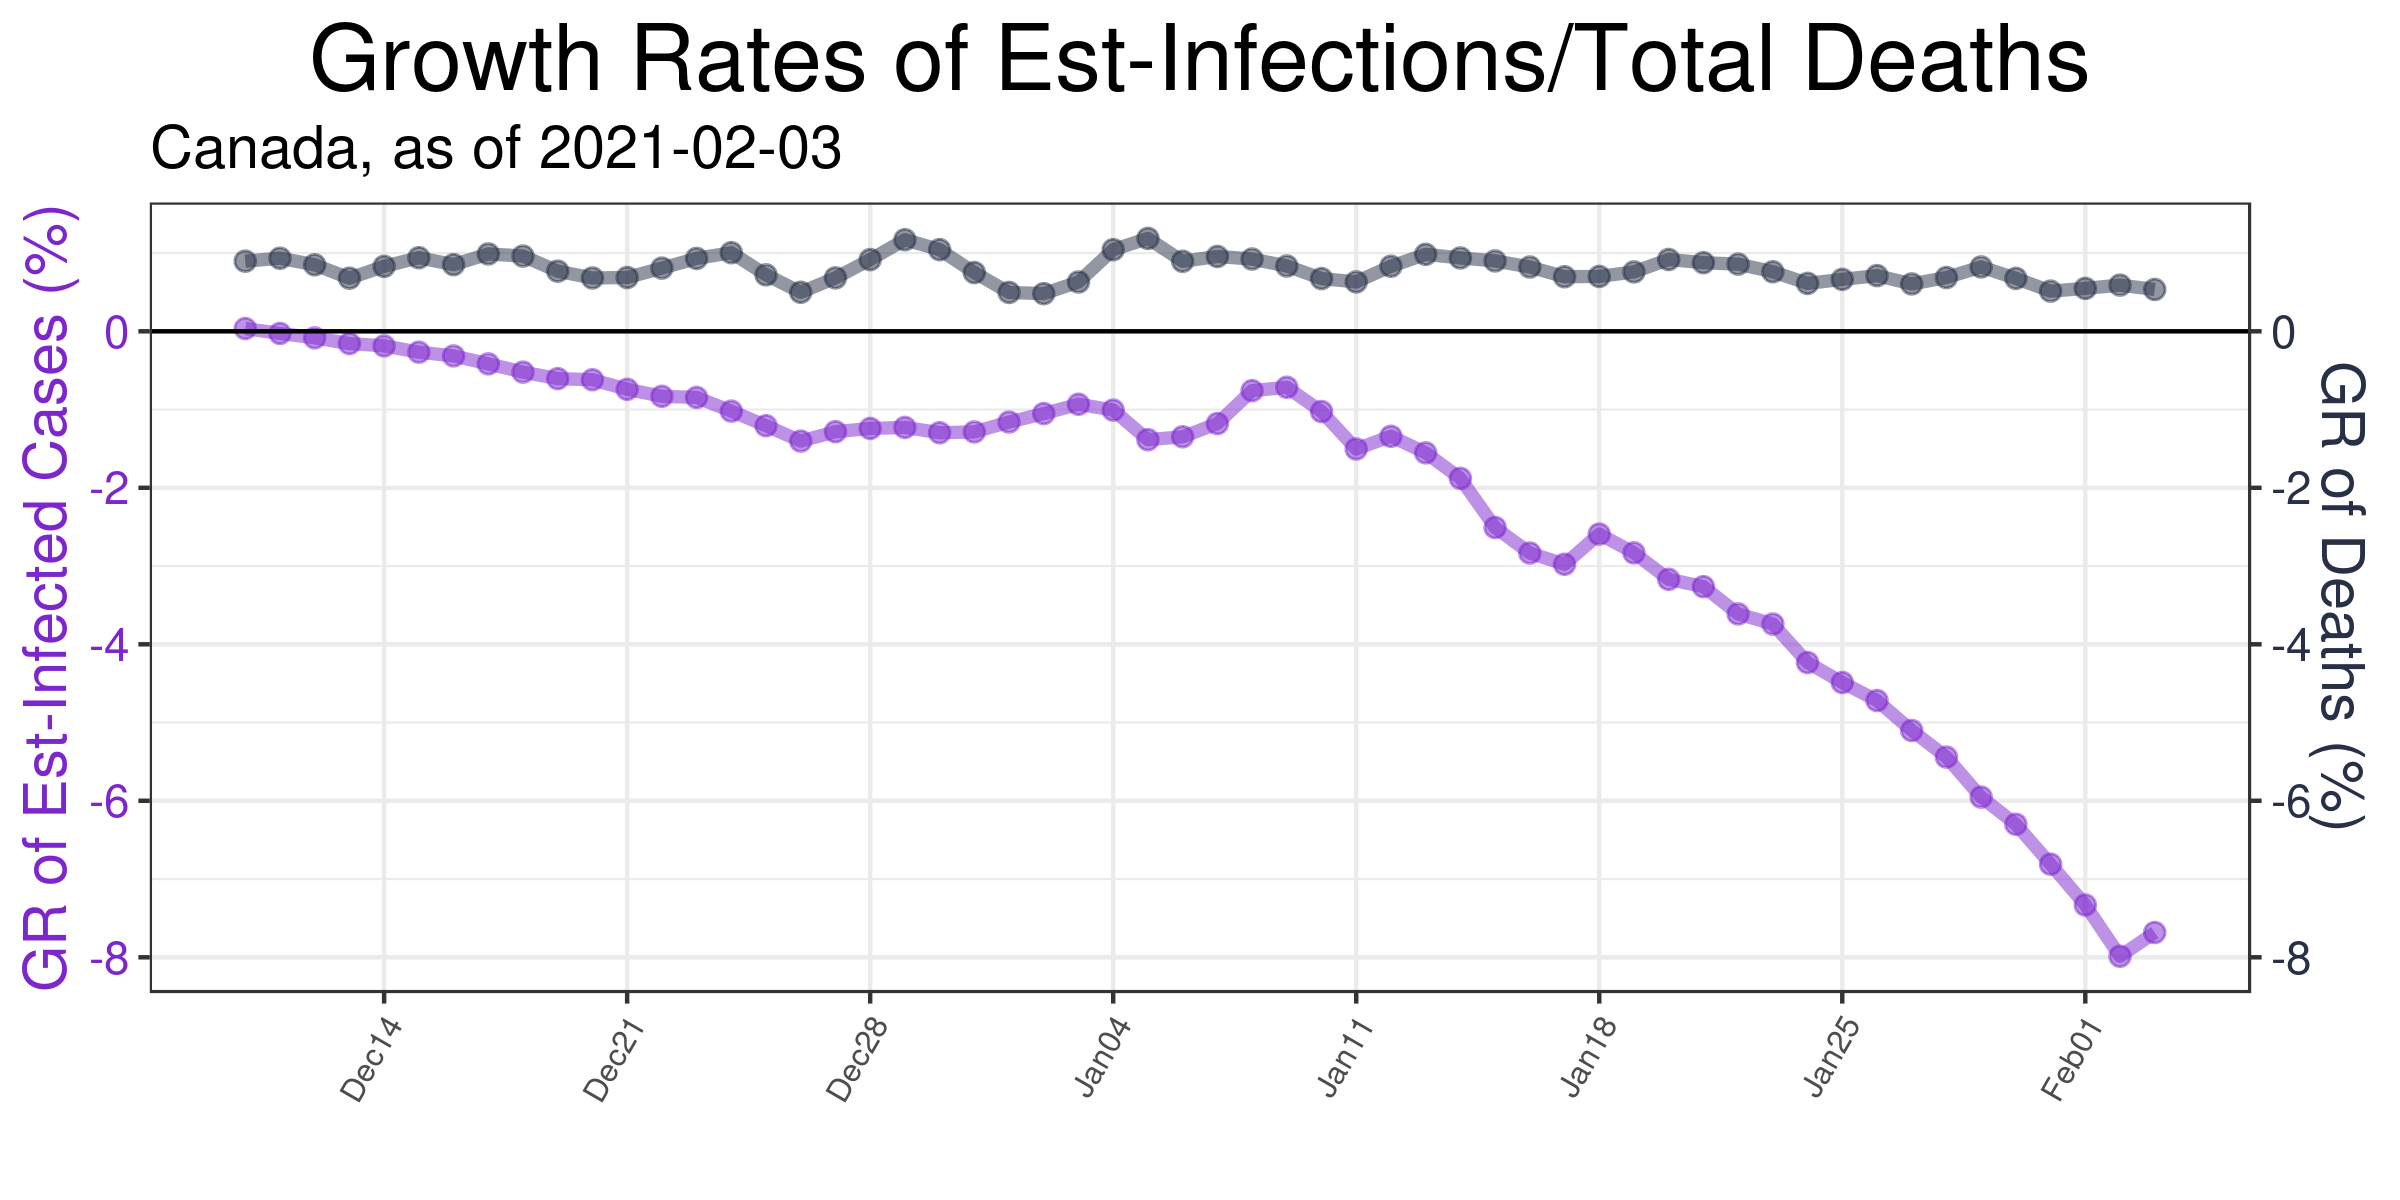 Growth Rates of Est-Infections/Total Deaths
Canada, as of 2021-02-03
GR of Est-Infected Cases (%)
0
-2
-4
-6
-8
0
-2
-4
-6
-8
GR of Deaths (%)
Dec14
Dec21
Dec28
Jan04
Jan11
Jan18
Jan25
Feb01